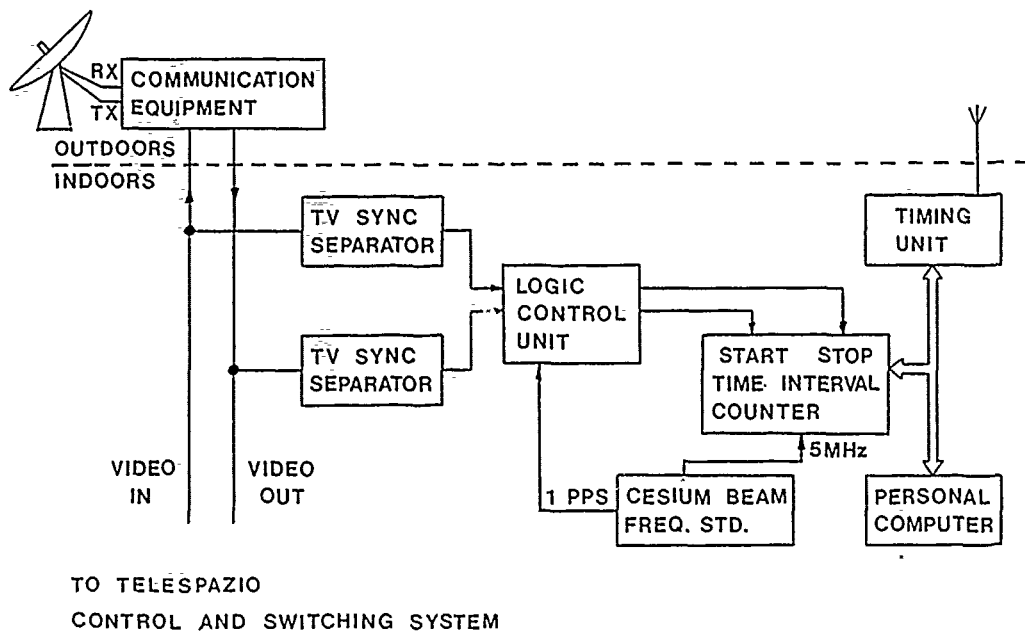 RX
TX
COMMUNICATION
EQUIPMENT
OUTDOORS
INDOORS
TV SYNC
SEPARATOR
TIMING
UNIT
LOGIC
CONTROL
UNIT
TV SYNC
SEPARATOR
START STOP
TIME INTERVAL
COUNTER
5MHz
VIDEO
IN
VIDEO
OUT
1 PPS
CESIUM BEAM
FREQ. STD.
PERSONAL
COMPUTER
TO TELESPAZIO
CONTROL AND SWITCHING SYSTEM